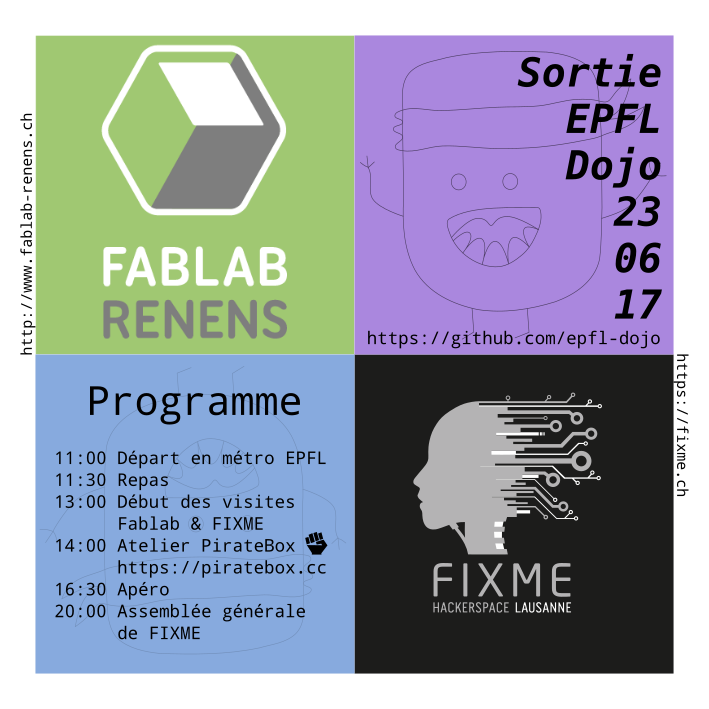 http://www.fablab-renens.ch
FABLAB
RENENS
Sortie
EPFL
Dojo
23
06
17
https://github.com/epfl-dojo
Programme
11:00 Départ en métro EPFL
11:30 Repas
13:00 Début des visites
Fablab & FIXME
14:00 Atelier PirateBox
https://piratebox.cc
16:30 Apéro
20:00 Assemblée générale
de FIXME
FIXME
HACKERSPACE LAUSANNE
https://fixme.ch